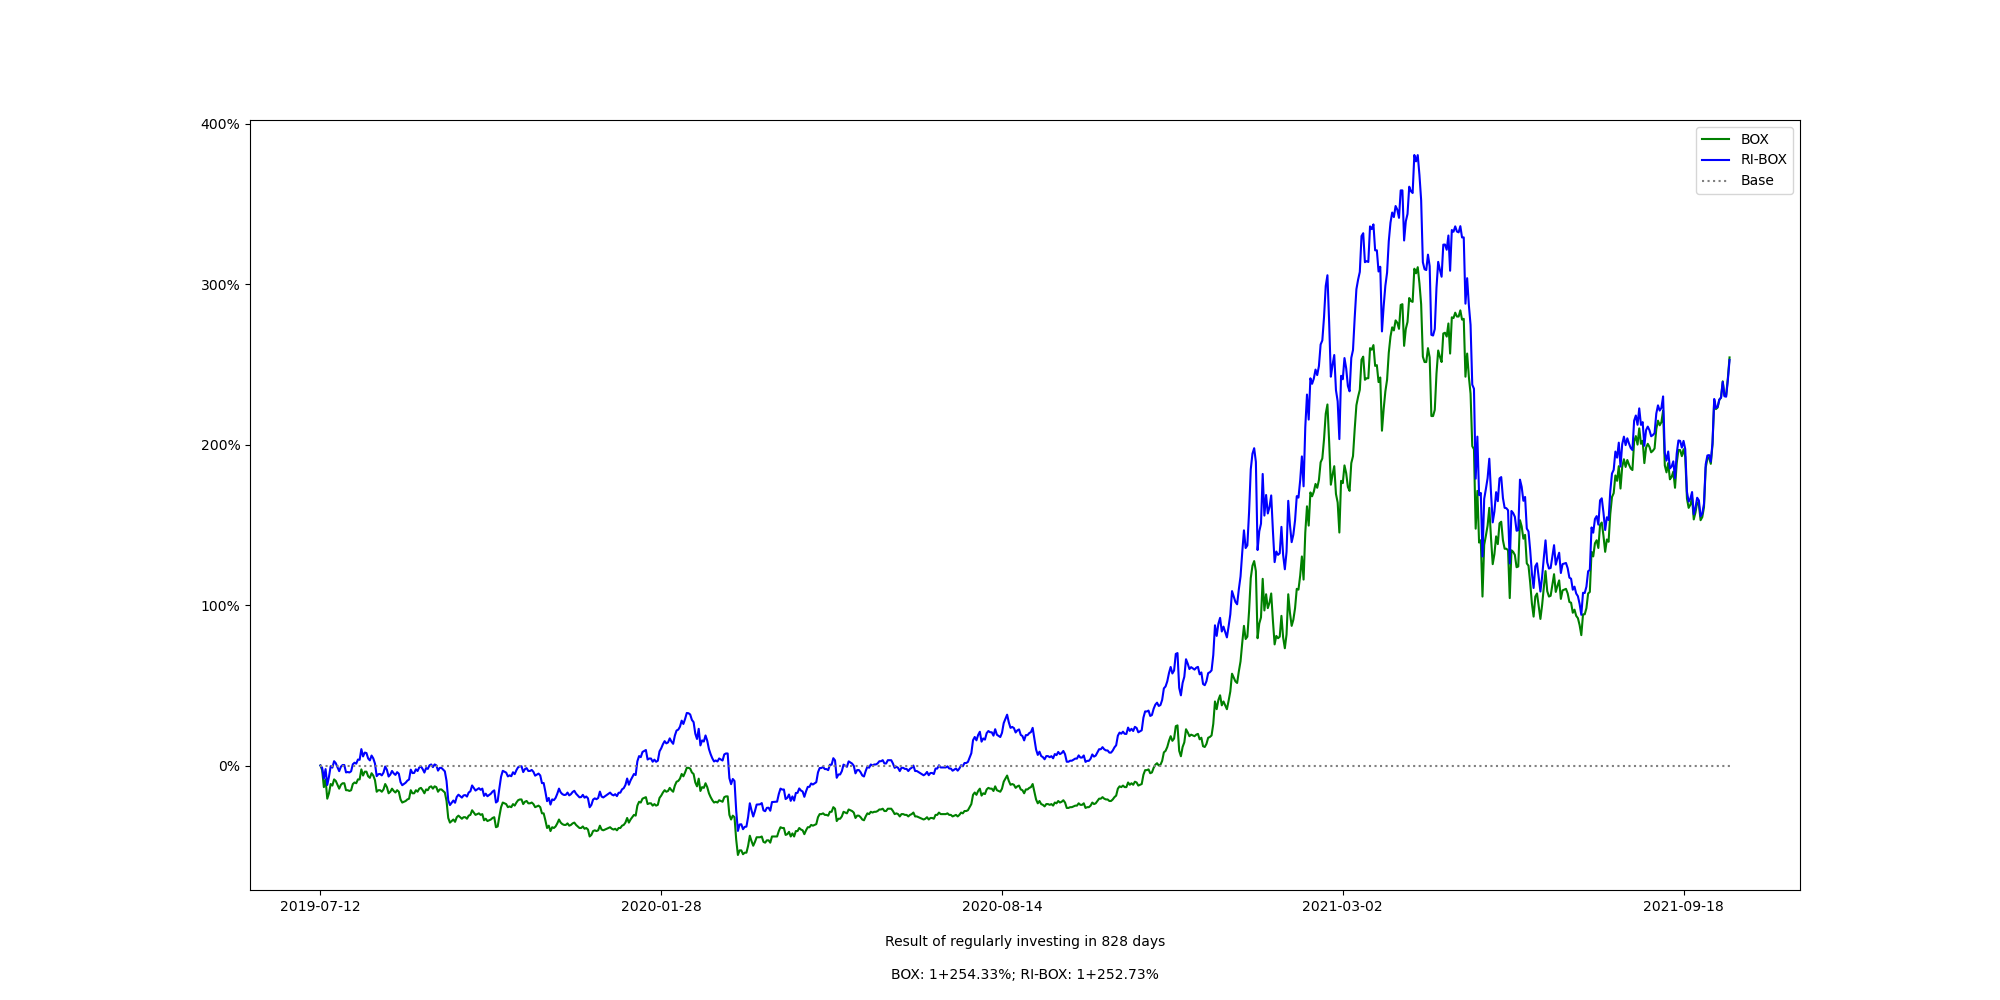 400%
300%
200%
100%
0%
BOX
RI-BOX
Base
2019-07-12
2020-01-28
2020-08-14
2021-03-02
2021-09-18
Result of regularly investing in 828 days
BOX: 1+254.33%; RI-BOX: 1+252.73%